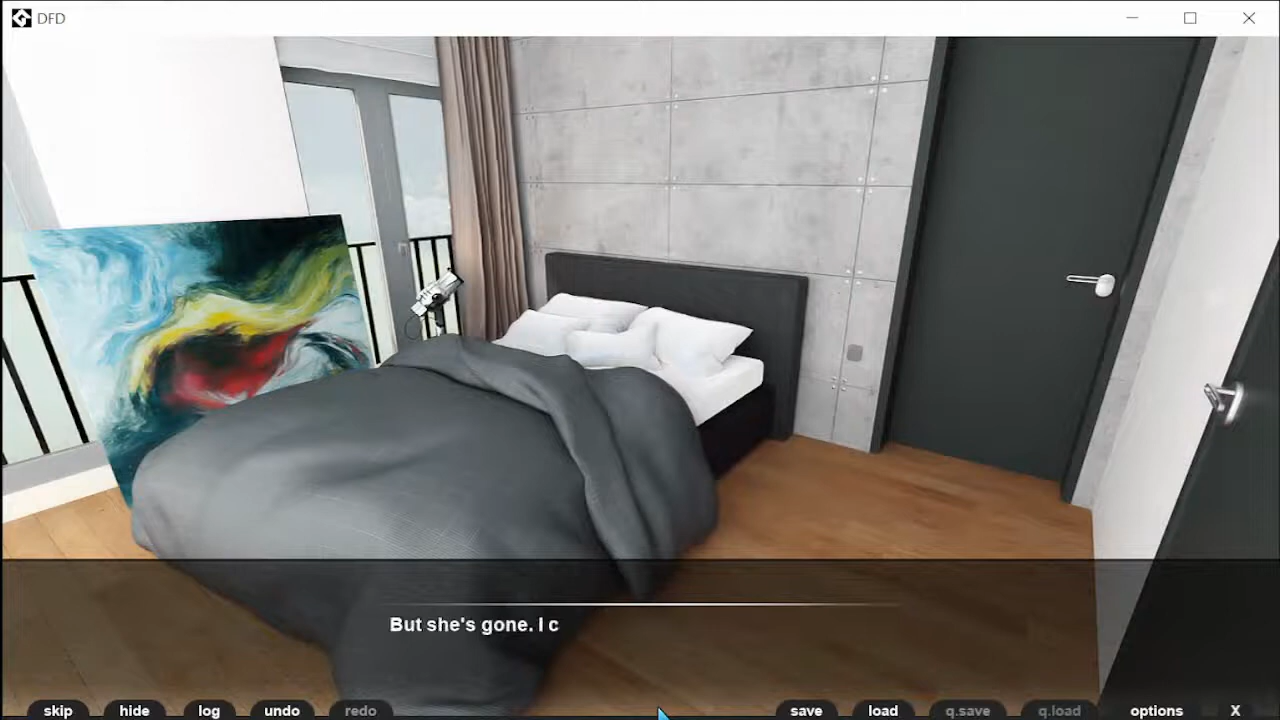 DFD
But she's gone. I c
skip hide log undo redo save load q.save q.load options X